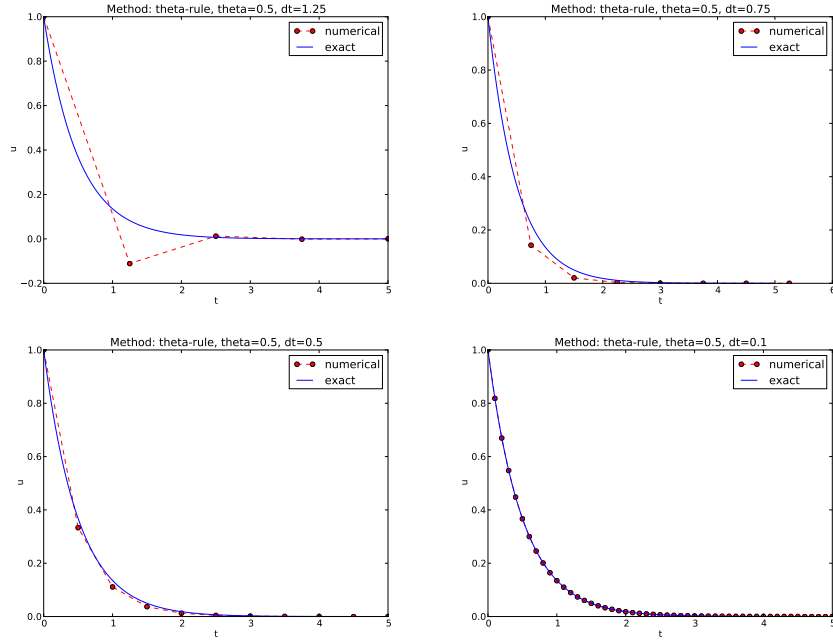 Method: theta-rule, theta=0.5, dt=1.25
numerical
exact
1.0
0.8
0.6
0.4
0.2
0.0
−0.2
u
0 1 2 3 4 5
t
Method: theta-rule, theta=0.5, dt=0.75
numerical
exact
1.0
0.8
0.6
0.4
0.2
0.0
u
0 1 2 3 4 5 6
t
Method: theta-rule, theta=0.5, dt=0.5
numerical
exact
1.0
0.8
0.6
0.4
0.2
0.0
u
0 1 2 3 4 5
t
Method: theta-rule, theta=0.5, dt=0.1
numerical
exact
1.0
0.8
0.6
0.4
0.2
0.0
u
0 1 2 3 4 5
t